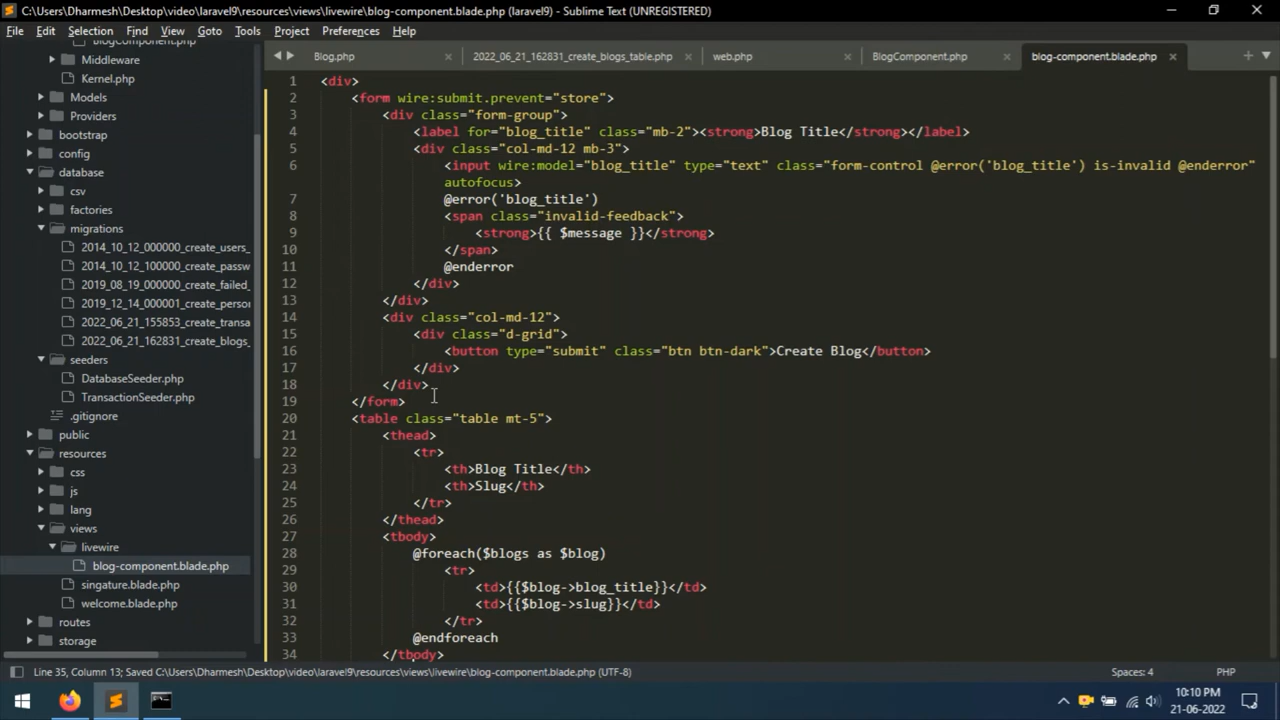 C:\Users\Dharmesh\Desktop\video\laravel9\resources\views\livewire\blog-component.blade.php (laravel9) - Sublime Text (UNREGISTERED)
File Edit Selection Find View Goto Tools Project Preferences Help
Blog.php 2022_06_21_162831_create_blogs_table.php web.php BlogComponent.php blog-component.blade.php
BlogComponent.php
Middleware
Kernel.php
Models
Providers
bootstrap
config
database
csv
factories
migrations
2014_10_12_000000_create_users_
2014_10_12_100000_create_passw
2019_08_19_000000_create_failed_
2019_12_14_000001_create_person
2022_06_21_155853_create_transa
2022_06_21_162831_create_blogs_
seeders
DatabaseSeeder.php
TransactionSeeder.php
.gitignore
public
resources
css
js
lang
views
livewire
blog-component.blade.php
singature.blade.php
welcome.blade.php
routes
storage
1 <div>
2 <form wire:submit.prevent="store">
3 <div class="form-group">
4 <label for="blog_title" class="mb-2"><strong>Blog Title</strong></label>
5 <div class="col-md-12 mb-3">
6 <input wire:model="blog_title" type="text" class="form-control @error('blog_title') is-invalid @enderror"
autofocus>
7 @error('blog_title')
8 <span class="invalid-feedback">
9 <strong>{{ $message }}</strong>
10 </span>
11 @enderror
12 </div>
13 </div>
14 <div class="col-md-12">
15 <div class="d-grid">
16 <button type="submit" class="btn btn-dark">Create Blog</button>
17 </div>
18 </div>
19 </form>
20 <table class="table mt-5">
21 <thead>
22 <tr>
23 <th>Blog Title</th>
24 <th>Slug</th>
25 </tr>
26 </thead>
27 <tbody>
28 @foreach($blogs as $blog)
29 <tr>
30 <td>{{$blog->blog_title}}</td>
31 <td>{{$blog->slug}}</td>
32 </tr>
33 @endforeach
34 </tbody>
Line 35, Column 13; Saved C:\Users\Dharmesh\Desktop\video\laravel9\resources\views\livewire\blog-component.blade.php (UTF-8) Spaces: 4 PHP
10:10 PM
21-06-2022